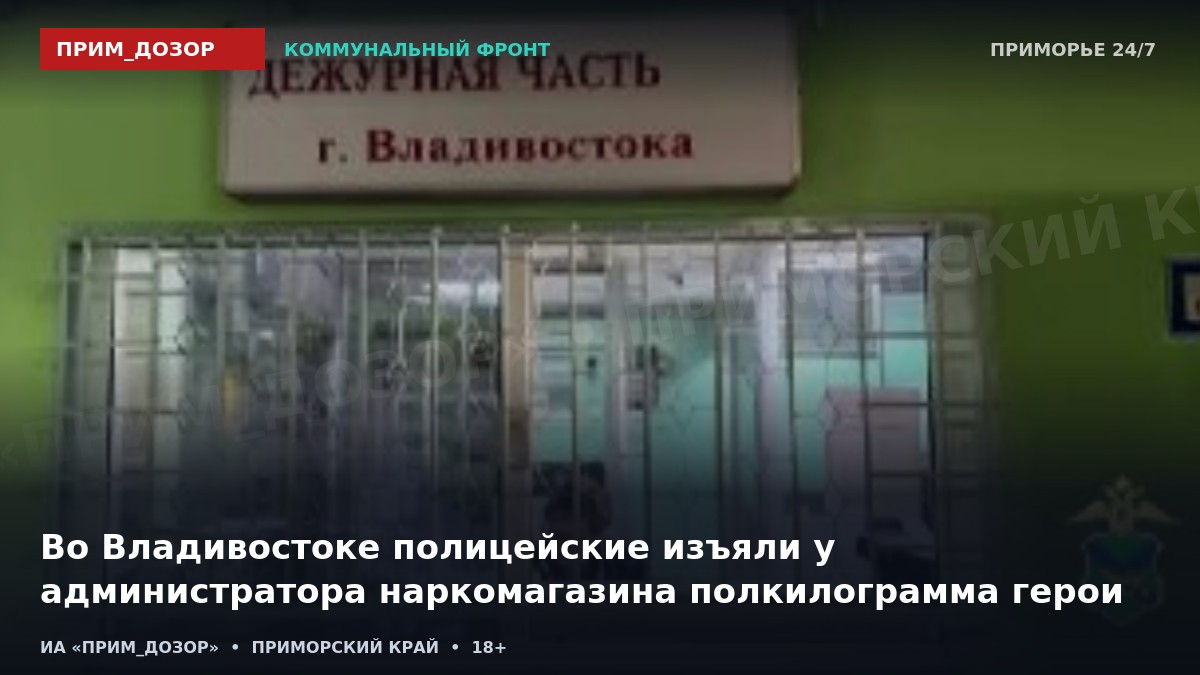 ПРИМ_ДОЗОР
КОММУНАЛЬНЫЙ ФРОНТ
ПРИМОРЬЕ 24/7
ДЕЖУРНАЯ ЧАСТЬ
г. Владивостока
Во Владивостоке полицейские изъяли у
администратора наркомагазина полкилограмма герои
ИА «ПРИМ_ДОЗОР» • ПРИМОРСКИЙ КРАЙ • 18+